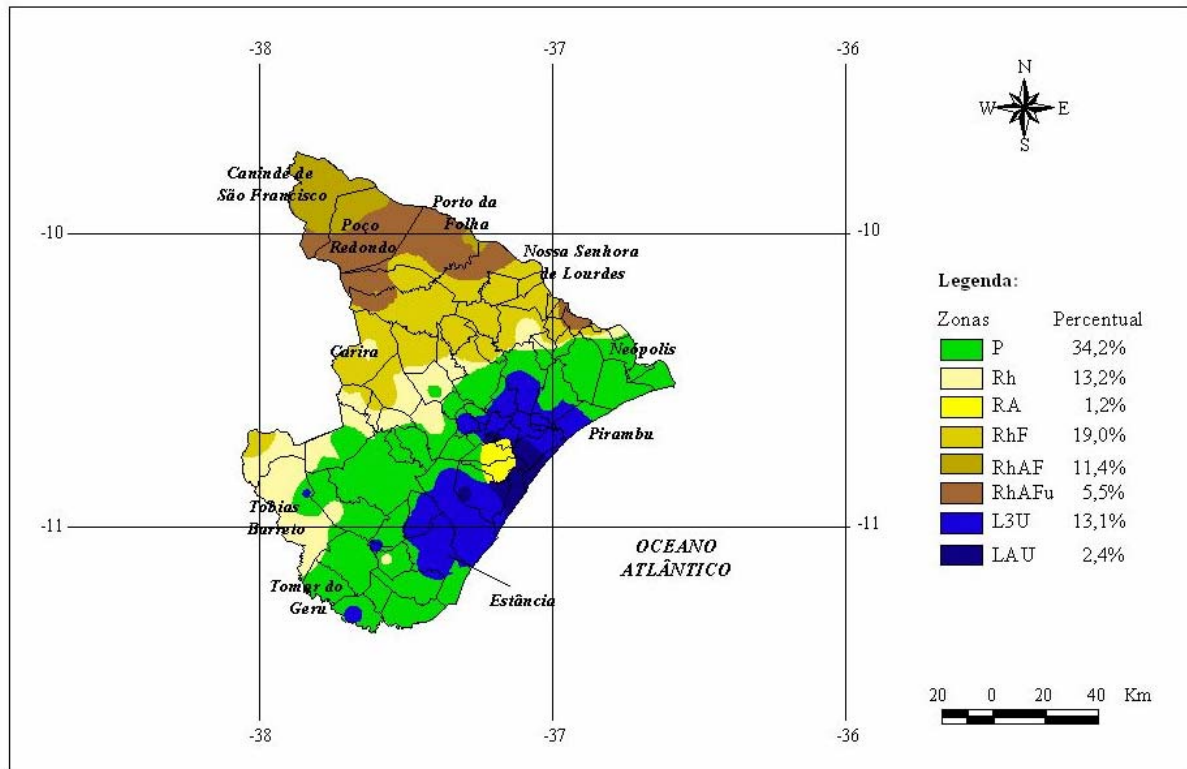 -38 -37 -36
N
W E
S
Canindé de
São Francisco
Porto da
Folha
Poço
Redondo
-10 -10
Nossa Senhora
de Lourdes
Carira
Neópolis
Pirambu
Tobias
Barreto
-11 -11
OCEANO
ATLÂNTICO
Tomar do
Geru
Estância
-38 -37 -36
Legenda:
Zonas Percentual
P 34,2%
Rh 13,2%
RA 1,2%
RhF 19,0%
RhAF 11,4%
RhAFu 5,5%
L3U 13,1%
LAU 2,4%
20 0 20 40 Km